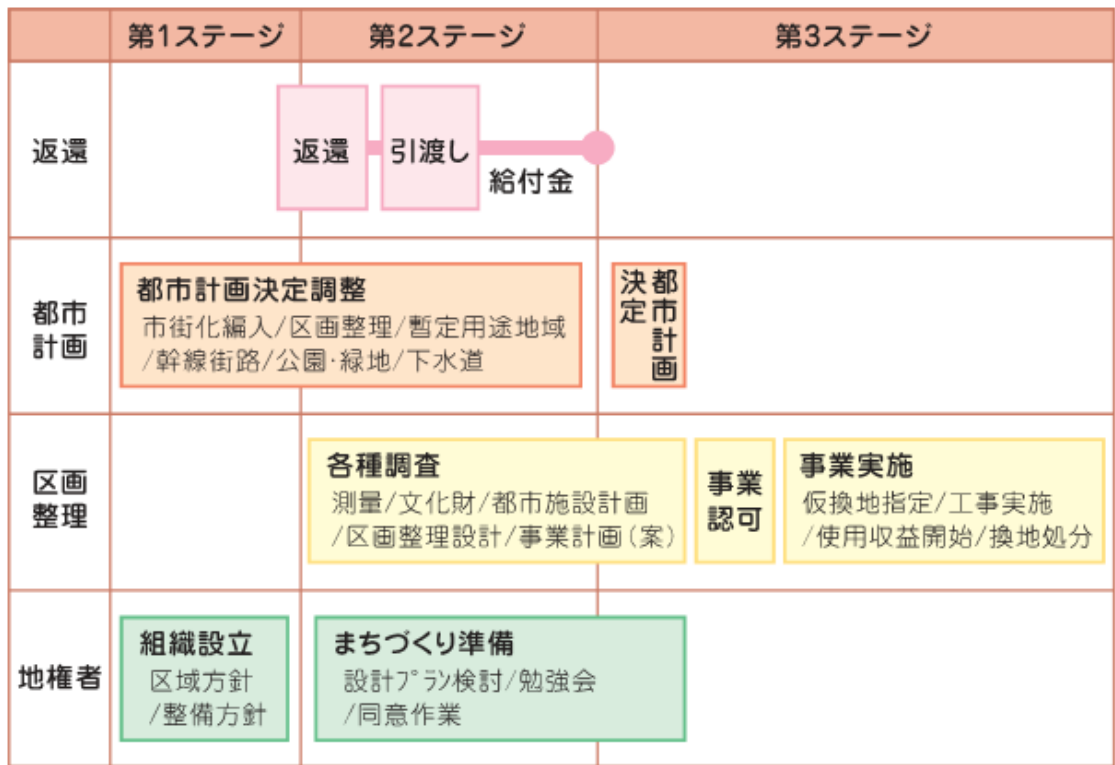 第1ステージ
第2ステージ
第3ステージ
返還
返還
引渡し
給付金
都市
計画
都市計画決定調整
市街化編入/区画整理/暫定用途地域
/幹線街路/公園・緑地/下水道
都市計画
決定
区画
整理
各種調査
測量/文化財/都市施設計画
/区画整理設計/事業計画(案)
事業
認可
事業実施
仮換地指定/工事実施
/使用収益開始/換地処分
地権者
組織設立
区域方針
/整備方針
まちづくり準備
設計プラン検討/勉強会
/同意作業